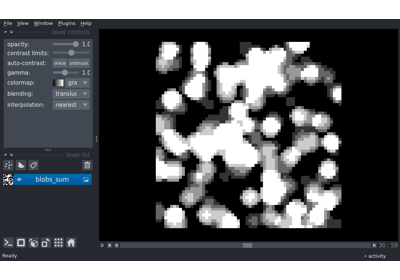 File View Window Plugins Help
layer controls
opacity: 1.0
contrast limits:
auto-contrast: once
gamma: 1.0
colormap: gra
blending: translu
interpolation: nearest
layer list
blobs_sum
0 30 59
Ready activity